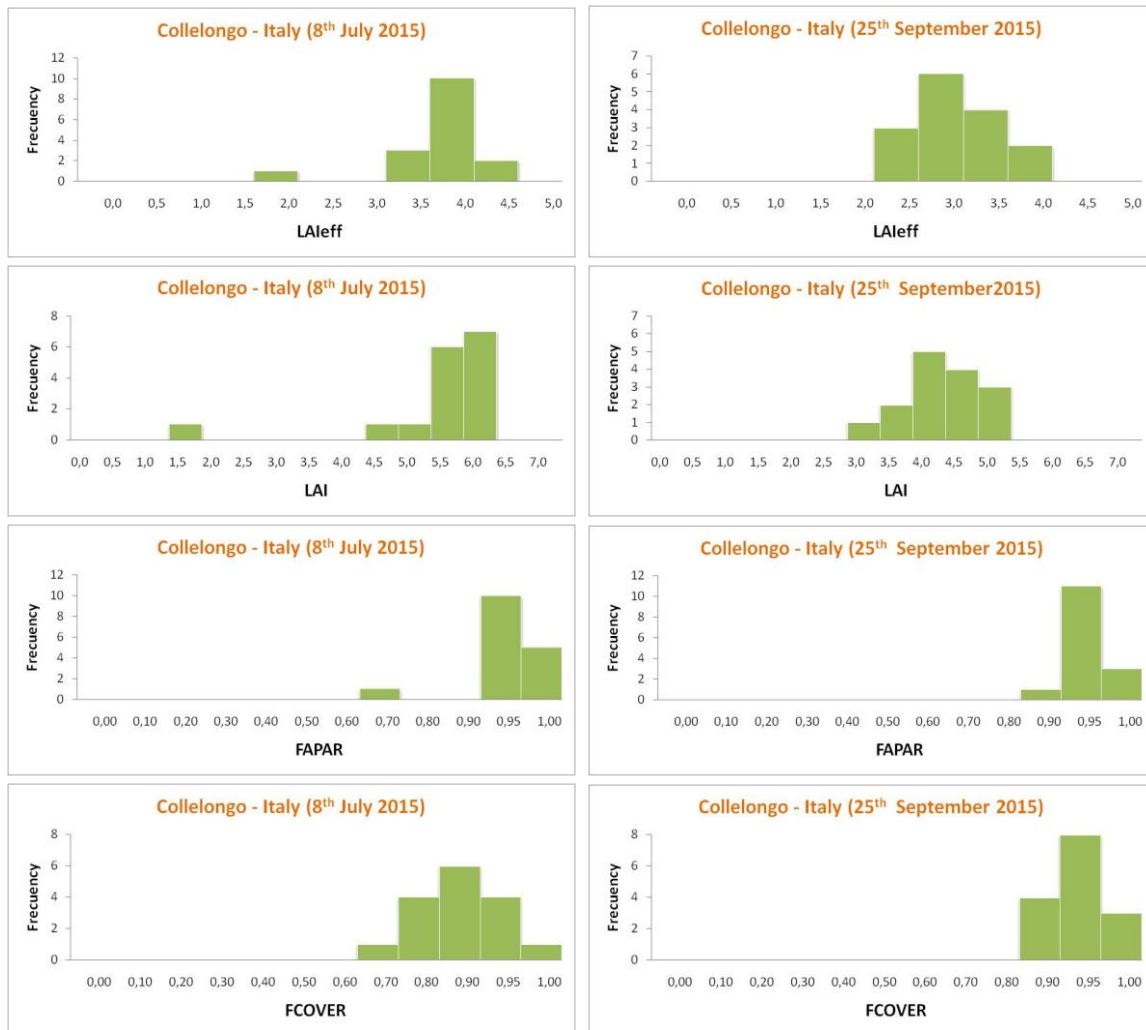 Collelongo - Italy (8th July 2015)
Frecuency
12
10
8
6
4
2
0
0,0 0,5 1,0 1,5 2,0 2,5 3,0 3,5 4,0 4,5 5,0
LAIeff
Collelongo - Italy (25th September 2015)
Frecuency
7
6
5
4
3
2
1
0
0,0 0,5 1,0 1,5 2,0 2,5 3,0 3,5 4,0 4,5 5,0
LAIeff
Collelongo - Italy (8th July 2015)
Frecuency
8
6
4
2
0
0,0 0,5 1,0 1,5 2,0 2,5 3,0 3,5 4,0 4,5 5,0 5,5 6,0 6,5 7,0
LAI
Collelongo - Italy (25th September2015)
Frecuency
7
6
5
4
3
2
1
0
0,0 0,5 1,0 1,5 2,0 2,5 3,0 3,5 4,0 4,5 5,0 5,5 6,0 6,5 7,0
LAI
Collelongo - Italy (8th July 2015)
Frecuency
12
10
8
6
4
2
0
0,00 0,10 0,20 0,30 0,40 0,50 0,60 0,70 0,80 0,90 0,95 1,00
FAPAR
Collelongo - Italy (25th September 2015)
Frecuency
12
10
8
6
4
2
0
0,00 0,10 0,20 0,30 0,40 0,50 0,60 0,70 0,80 0,90 0,95 1,00
FAPAR
Collelongo - Italy (8th July 2015)
Frecuency
8
6
4
2
0
0,00 0,10 0,20 0,30 0,40 0,50 0,60 0,70 0,80 0,90 0,95 1,00
FCOVER
Collelongo - Italy (25th September 2015)
Frecuency
8
6
4
2
0
0,00 0,10 0,20 0,30 0,40 0,50 0,60 0,70 0,80 0,90 0,95 1,00
FCOVER